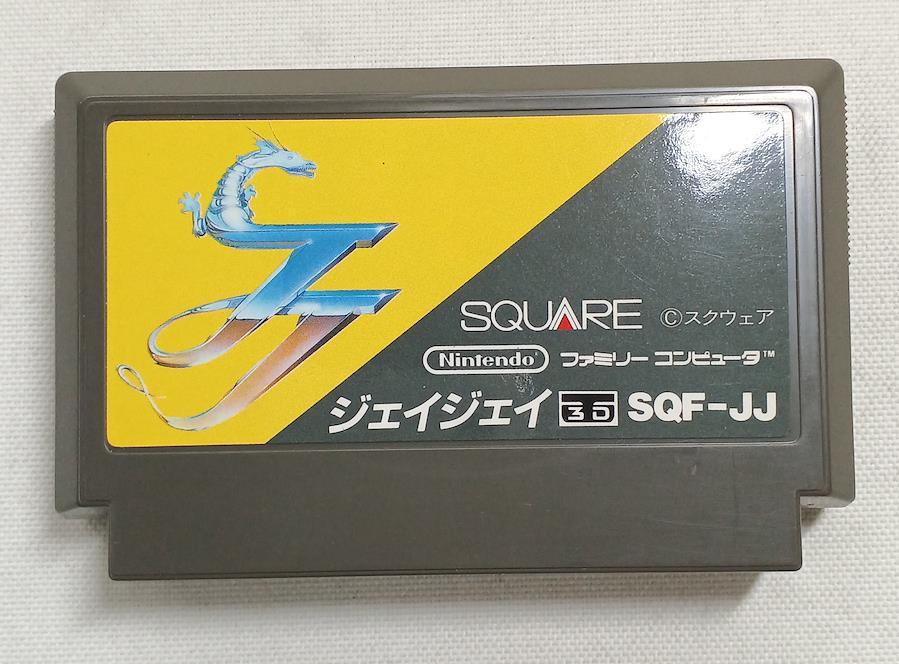 JJ
SQUARE ©スクウェア
Nintendo® ファミリー コンピュータ™
ジェイジェイ 3D SQF-JJ